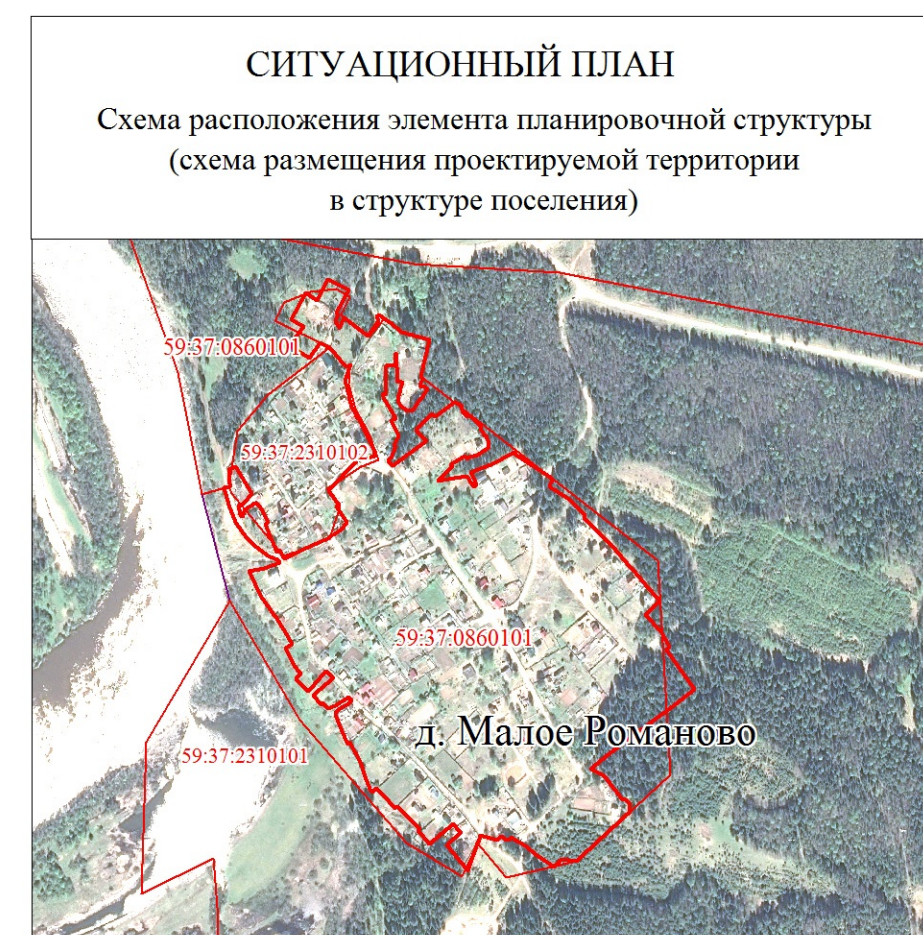 СИТУАЦИОННЫЙ ПЛАН
Схема расположения элемента планировочной структуры
(схема размещения проектируемой территории
в структуре поселения)
59:37:0860101
59:37:2310102
59:37:0860101
д. Малое Романово
59:37:2310101